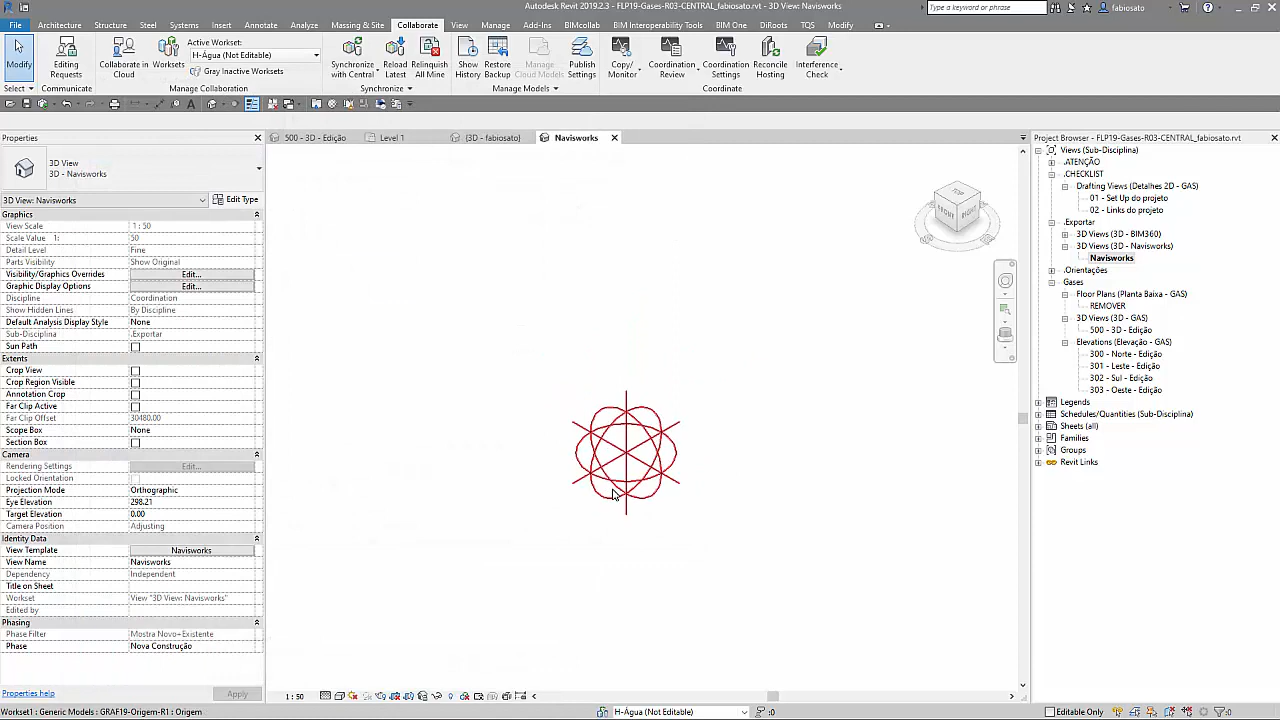 Autodesk Revit 2019.2.3 - FLP19-Gases-R03-CENTRAL_fabiosato.rvt - 3D View: Navisworks
Type a keyword or phrase
fabiosato
File Architecture Structure Steel Systems Insert Annotate Analyze Massing & Site Collaborate View Manage Add-Ins BIMcollab BIM Interoperability Tools BIM One DiRoots TQS Modify
Modify
Select
Editing Requests
Communicate
Collaborate in Cloud
Worksets
Active Workset:
H-Água (Not Editable)
Gray Inactive Worksets
Manage Collaboration
Synchronize with Central
Reload Latest
Relinquish All Mine
Synchronize
Show History
Restore Backup
Manage Cloud Models
Publish Settings
Manage Models
Copy/ Monitor
Coordination Review
Coordination Settings
Reconcile Hosting
Interference Check
Coordinate
Properties
3D View
3D - Navisworks
3D View: Navisworks
Edit Type
Graphics
View Scale 1 : 50
Scale Value 1: 50
Detail Level Fine
Parts Visibility Show Original
Visibility/Graphics Overrides Edit...
Graphic Display Options Edit...
Discipline Coordination
Show Hidden Lines By Discipline
Default Analysis Display Style None
Sub-Disciplina .Exportar
Sun Path
Extents
Crop View
Crop Region Visible
Annotation Crop
Far Clip Active
Far Clip Offset 30480.00
Scope Box None
Section Box
Camera
Rendering Settings Edit...
Locked Orientation
Projection Mode Orthographic
Eye Elevation 298.21
Target Elevation 0.00
Camera Position Adjusting
Identity Data
View Template Navisworks
View Name Navisworks
Dependency Independent
Title on Sheet
Workset View "3D View: Navisworks"
Edited by
Phasing
Phase Filter Mostra Novo+Existente
Phase Nova Construção
Properties help
Apply
500 - 3D - Edição
Level 1
(3D - fabiosato)
Navisworks
TOP
FRONT
RIGHT
1 : 50
Project Browser - FLP19-Gases-R03-CENTRAL_fabiosato.rvt
Views (Sub-Disciplina)
.ATENÇÃO
.CHECKLIST
Drafting Views (Detalhes 2D - GAS)
01 - Set Up do projeto
02 - Links do projeto
.Exportar
3D Views (3D - BIM360)
3D Views (3D - Navisworks)
Navisworks
.Orientações
Gases
Floor Plans (Planta Baixa - GAS)
REMOVER
3D Views (3D - GAS)
500 - 3D - Edição
Elevations (Elevação - GAS)
300 - Norte - Edição
301 - Leste - Edição
302 - Sul - Edição
303 - Oeste - Edição
Legends
Schedules/Quantities (Sub-Disciplina)
Sheets (all)
Families
Groups
Revit Links
Workset1 : Generic Models : GRAF19-Origem-R1 : Origem
H-Água (Not Editable)
:0
Editable Only
:0